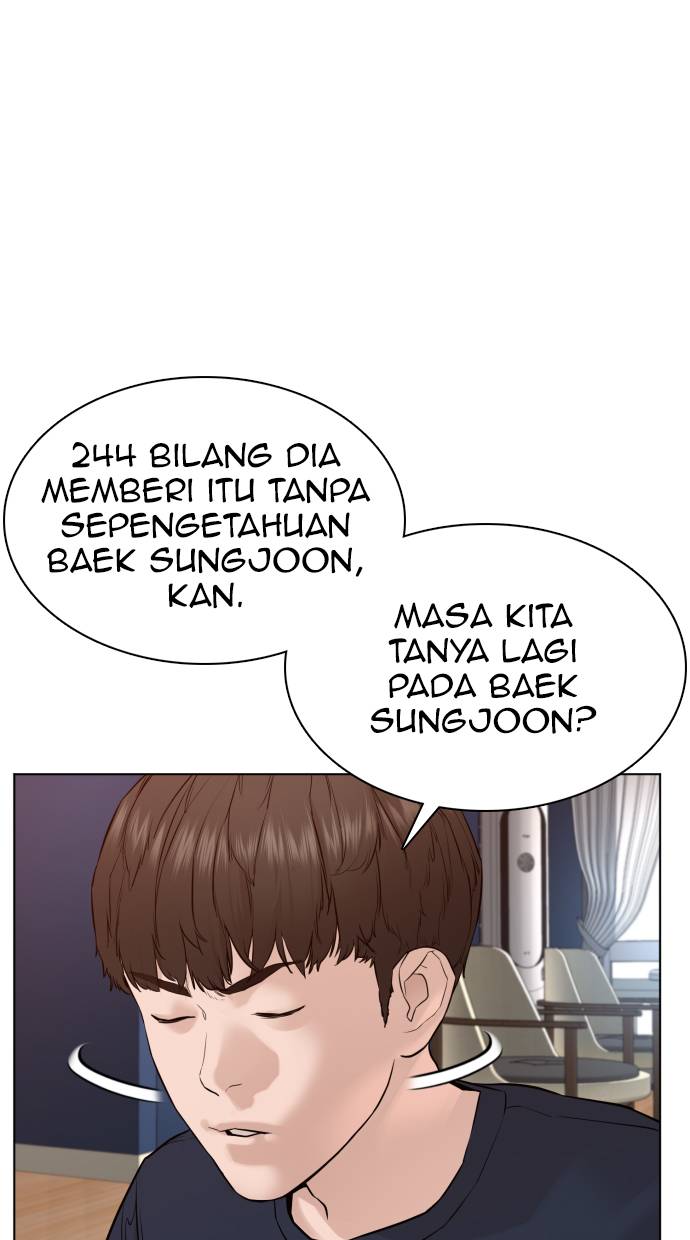 244 BILANG DIA
MEMBERI ITU TANPA
SEPENGETAHUAN
BAEK SUNGJOON,
KAN.
MASA KITA
TANYA LAGI
PADA BAEK
SUNGJOON?